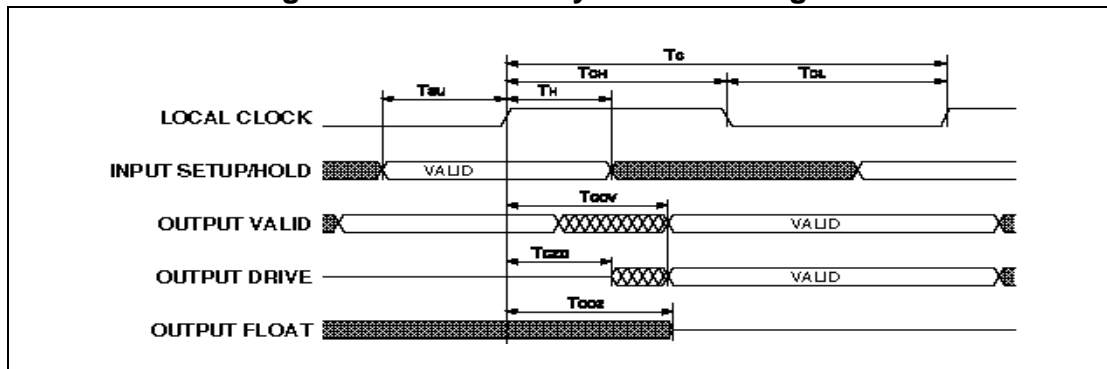 Tc
TCH TCL
TSU TH
LOCAL CLOCK
INPUT SETUP/HOLD VALID
TCOV
OUTPUT VALID VALID
OUTPUT DRIVE VALID
TCOZ
OUTPUT FLOAT